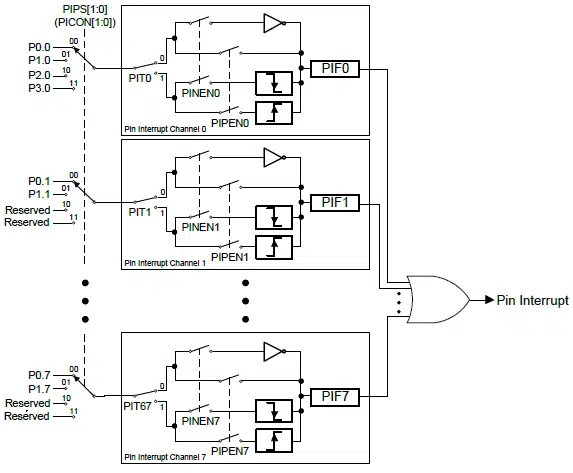 PIPS[1:0]
(PICON[1:0])
P0.0
00
P1.0
01
P2.0
10
P3.0
11
PIT0
0
1
PINEN0
PIPEN0
PIF0
Pin Interrupt Channel 0
P0.1
00
P1.1
01
Reserved
10
Reserved
11
PIT1
0
1
PINEN1
PIPEN1
PIF1
Pin Interrupt Channel 1
Pin Interrupt
P0.7
00
P1.7
01
Reserved
10
Reserved
11
PIT67
0
1
PINEN7
PIPEN7
PIF7
Pin Interrupt Channel 7